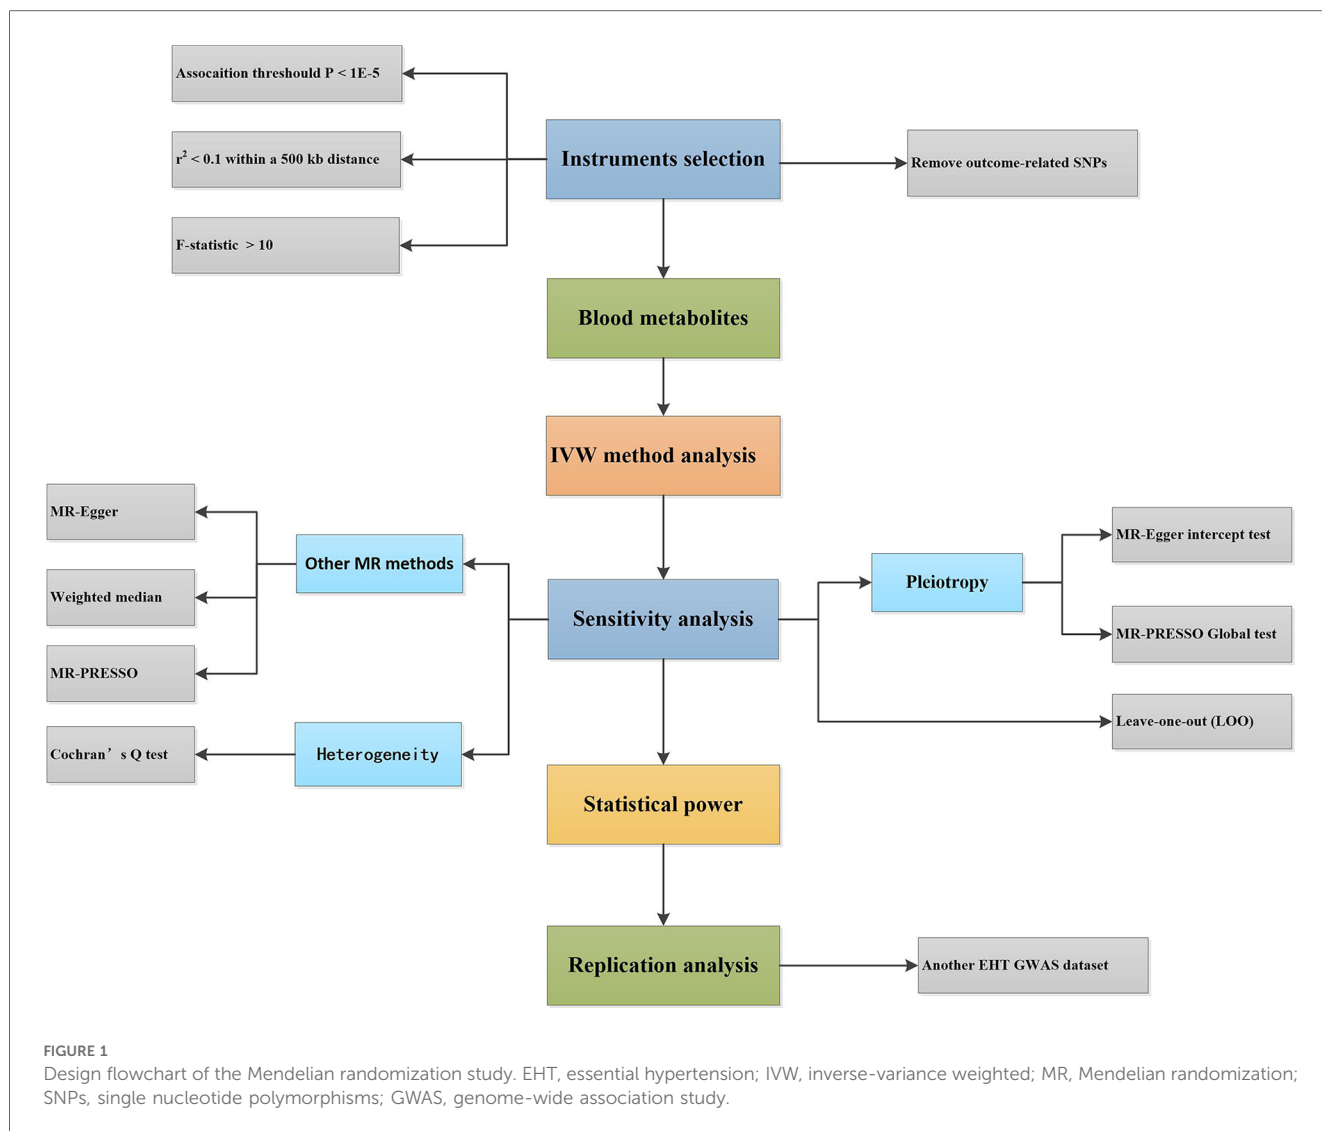 Assocaition threshould P < 1E-5
r² < 0.1 within a 500 kb distance
F-statistic > 10
Instruments selection
Remove outcome-related SNPs
Blood metabolites
IVW method analysis
MR-Egger
Weighted median
MR-PRESSO
Cochran’s Q test
Other MR methods
Heterogeneity
Sensitivity analysis
Pleiotropy
MR-Egger intercept test
MR-PRESSO Global test
Leave-one-out (LOO)
Statistical power
Replication analysis
Another EHT GWAS dataset
FIGURE 1
Design flowchart of the Mendelian randomization study. EHT, essential hypertension; IVW, inverse-variance weighted; MR, Mendelian randomization;
SNPs, single nucleotide polymorphisms; GWAS, genome-wide association study.